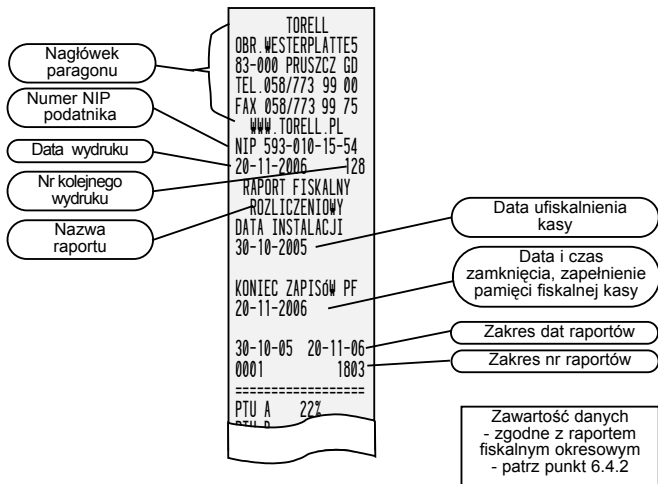 TORELL
OBR.WESTERPLATTE5
83-000 PRUSZCZ GD
TEL.058/773 99 00
FAX 058/773 99 75
WWW.TORELL.PL
NIP 593-010-15-54
20-11-2006 128
RAPORT FISKALNY
ROZLICZENIOWY
DATA INSTALACJI
30-10-2005
KONIEC ZAPISÓW PF
20-11-2006
30-10-05 20-11-06
0001 1803
==================
PTU A 22%
Nagłówek
paragonu
Numer NIP
podatnika
Data wydruku
Nr kolejnego
wydruku
Nazwa
raportu
Data ufiskalnienia
kasy
Data i czas
zamknięcia, zapełnienie
pamięci fiskalnej kasy
Zakres dat raportów
Zakres nr raportów
Zawartość danych
- zgodne z raportem
fiskalnym okresowym
- patrz punkt 6.4.2